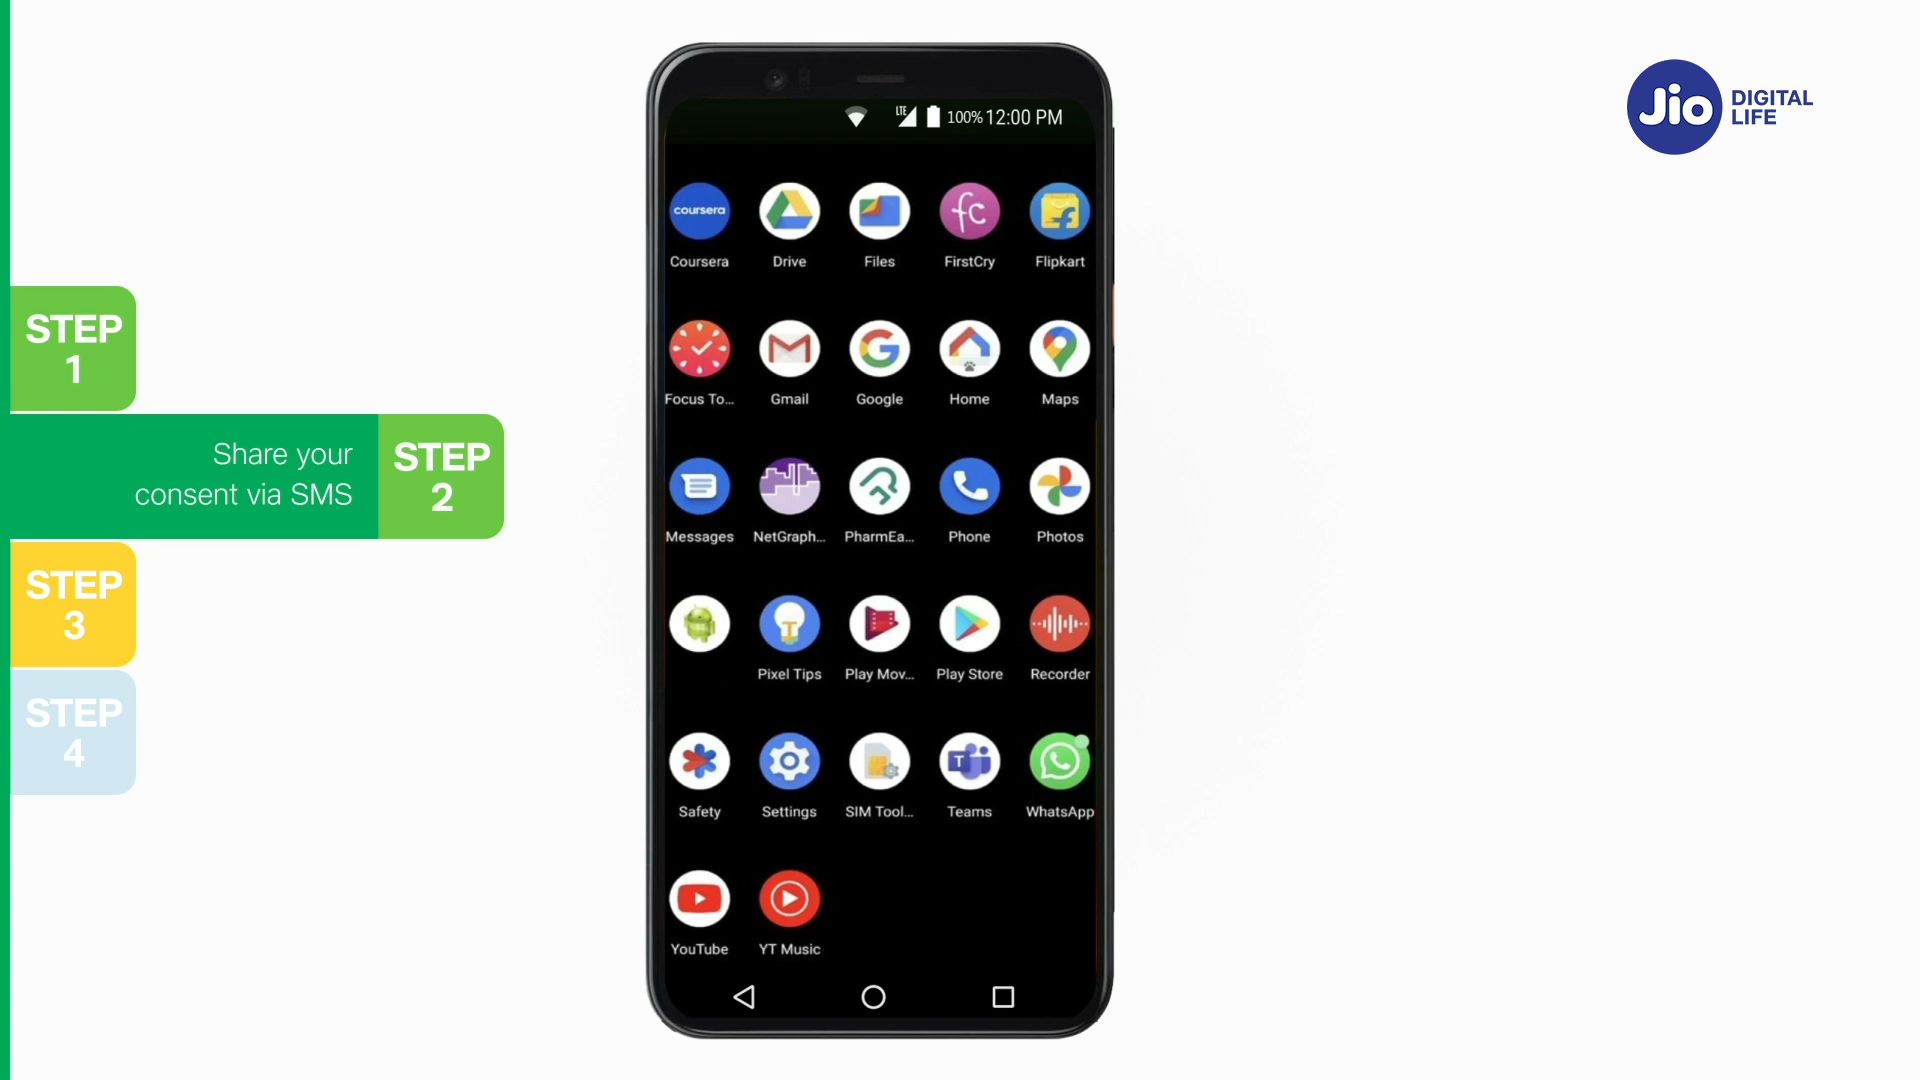 Jio
DIGITAL
LIFE
STEP
1
Share your
consent via SMS
STEP
2
STEP
3
STEP
4
LTE
100% 12:00 PM
coursera
fc
Coursera
Drive
Files
FirstCry
Flipkart
Focus To...
Gmail
Google
Home
Maps
Messages
NetGraph...
PharmEa...
Phone
Photos
Pixel Tips
Play Mov...
Play Store
Recorder
T
Safety
Settings
SIM Tool...
Teams
WhatsApp
YouTube
YT Music